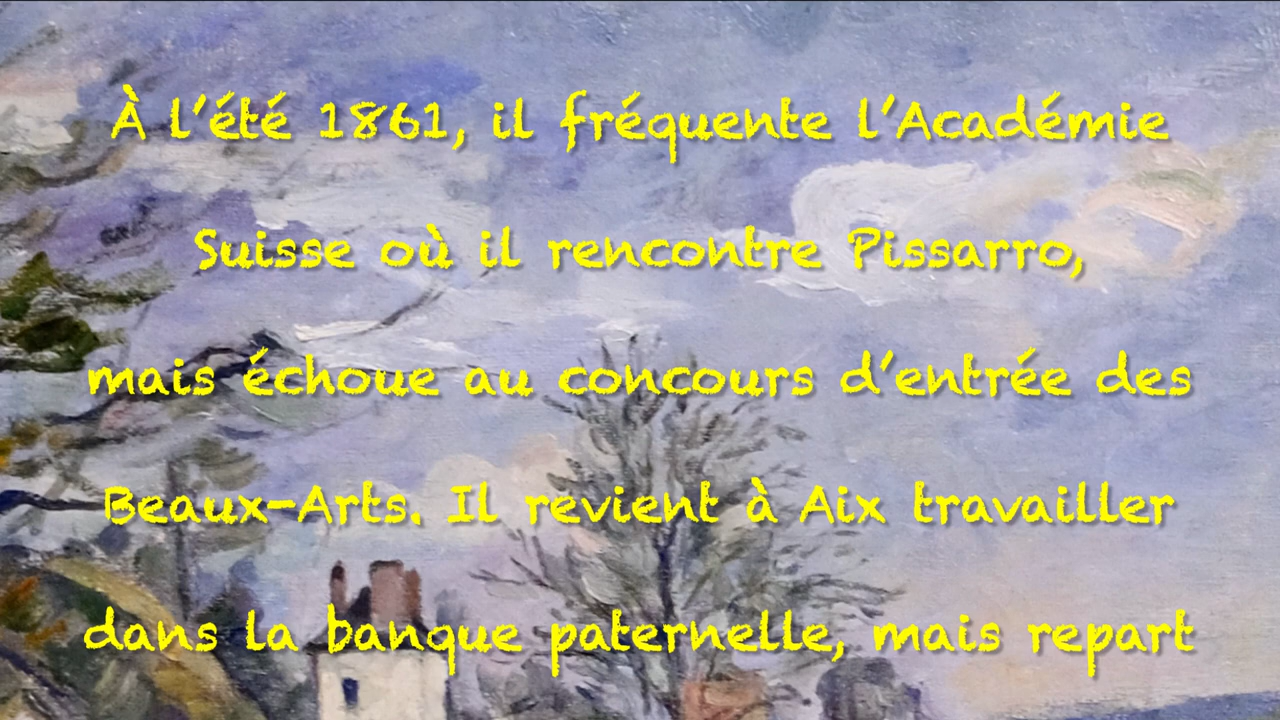 À l’été 1861, il fréquente l’Académie
Suisse où il rencontre Pissarro,
mais échoue au concours d’entrée des
Beaux-Arts. Il revient à Aix travailler
dans la banque paternelle, mais repart